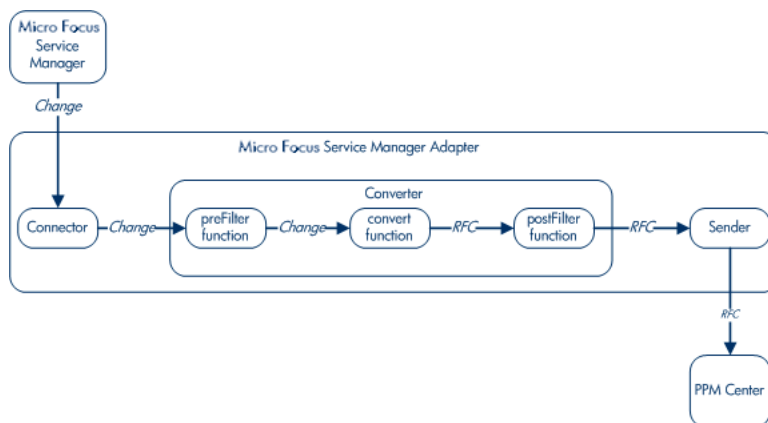 Micro Focus
Service
Manager
Change
Micro Focus Service Manager Adapter
Converter
Connector
Change
preFilter
function
Change
convert
function
RFC
postFilter
function
RFC
Sender
RFC
PPM Center